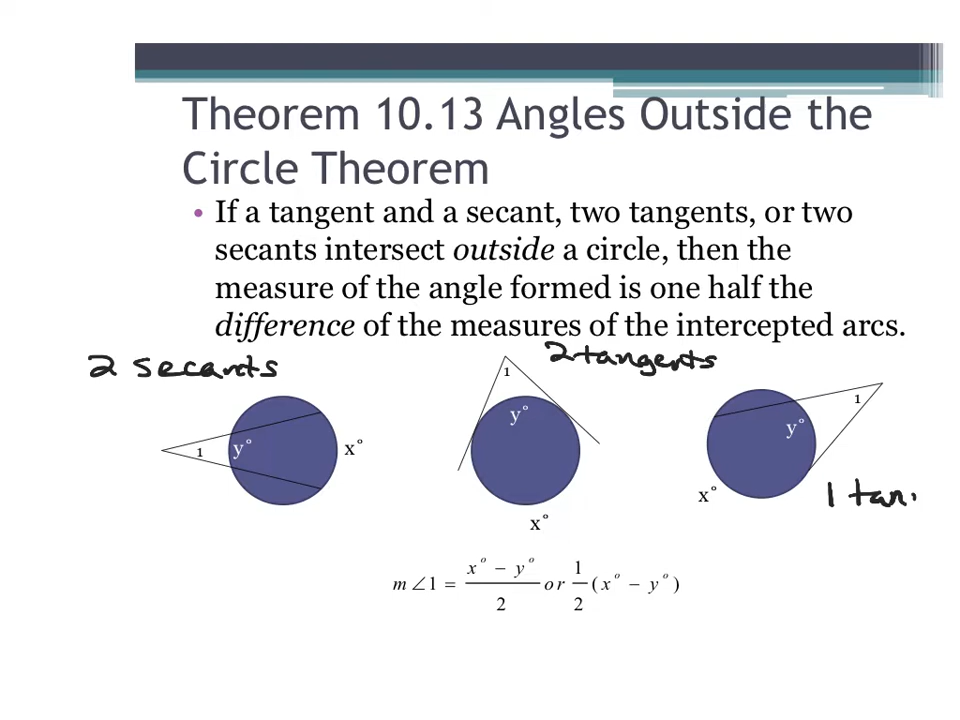 Theorem 10.13 Angles Outside the
Circle Theorem
• If a tangent and a secant, two tangents, or two
secants intersect outside a circle, then the
measure of the angle formed is one half the
difference of the measures of the intercepted arcs.
2 secants
2 tangents
1
1
1
y°
x°
y°
x°
y°
x°
1 tan.
m∠1 = (x° − y°)/2 or 1/2 (x° − y°)